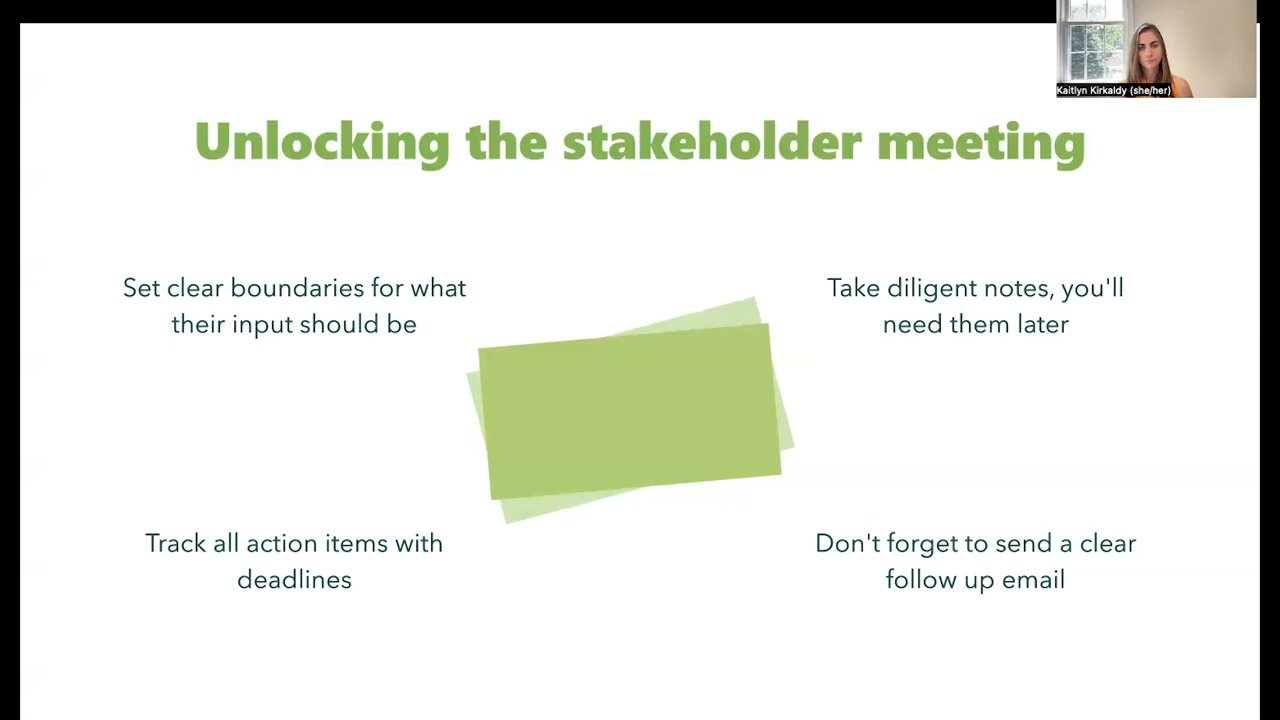 Kaitlyn Kirkaldy (she/her)
Unlocking the stakeholder meeting
Set clear boundaries for what
their input should be
Take diligent notes, you'll
need them later
Track all action items with
deadlines
Don't forget to send a clear
follow up email